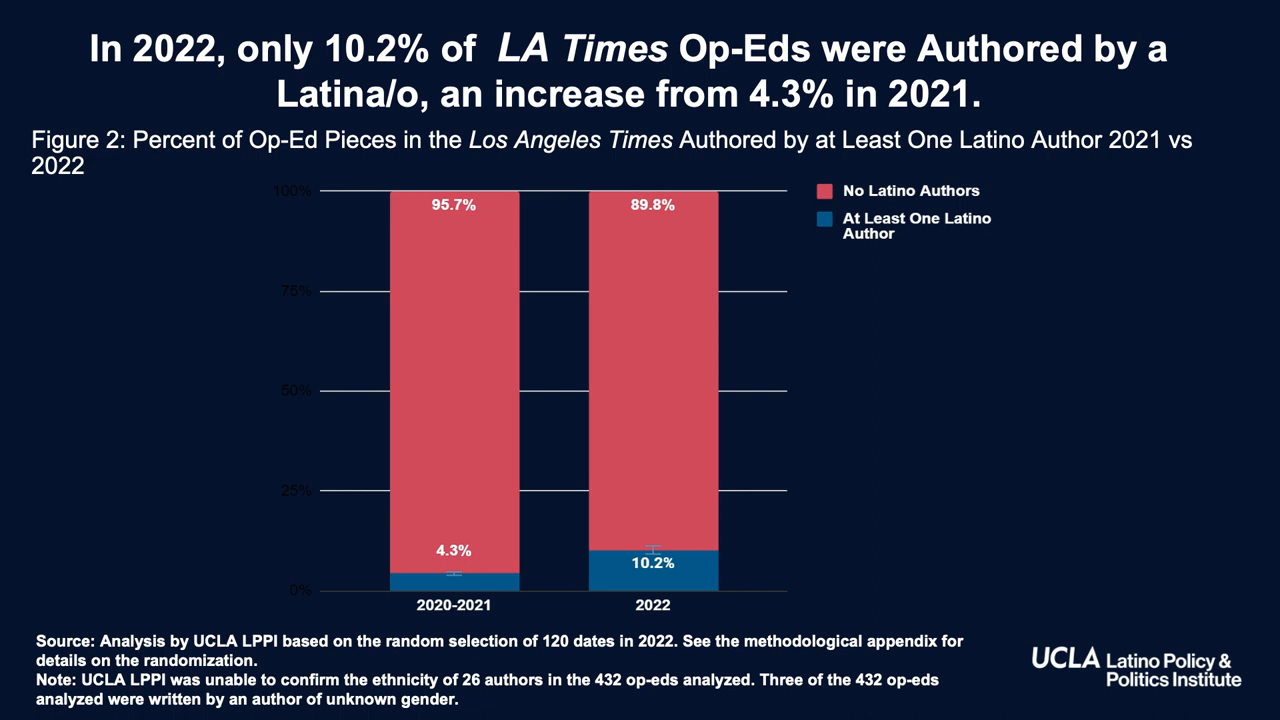 In 2022, only 10.2% of LA Times Op-Eds were Authored by a
Latina/o, an increase from 4.3% in 2021.
Figure 2: Percent of Op-Ed Pieces in the Los Angeles Times Authored by at Least One Latino Author 2021 vs
2022
100%
75%
50%
25%
0%
95.7%
89.8%
4.3%
10.2%
2020-2021
2022
No Latino Authors
At Least One Latino
Author
Source: Analysis by UCLA LPPI based on the random selection of 120 dates in 2022. See the methodological appendix for
details on the randomization.
Note: UCLA LPPI was unable to confirm the ethnicity of 26 authors in the 432 op-eds analyzed. Three of the 432 op-eds
analyzed were written by an author of unknown gender.
UCLA Latino Policy &
Politics Institute